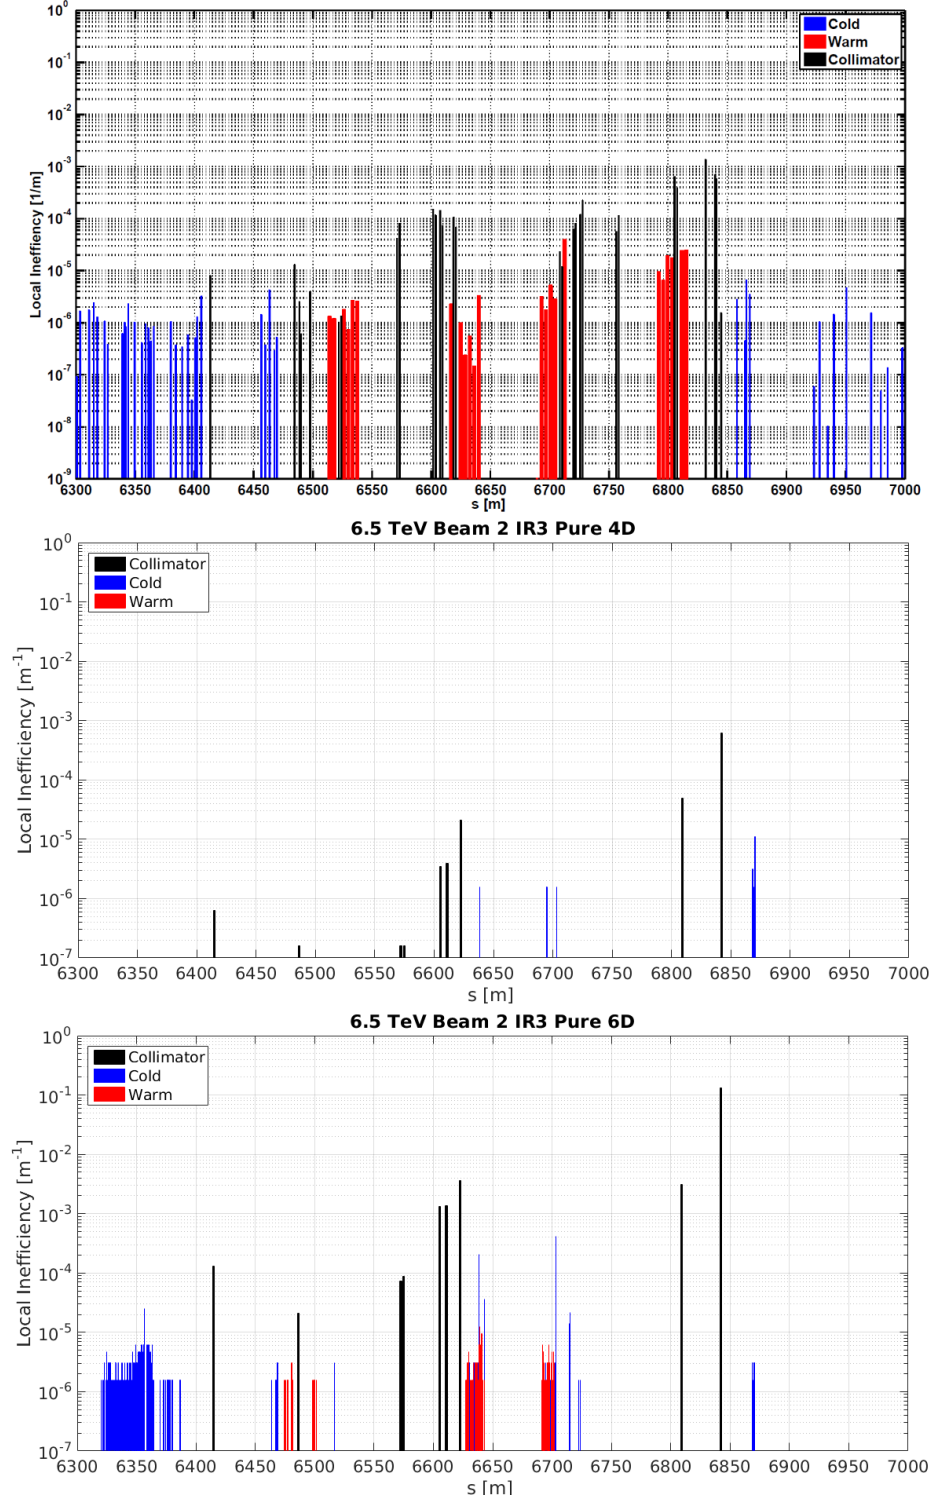 10^0
Cold
Warm
Collimator
10^-1
10^-2
10^-3
10^-4
10^-5
10^-6
10^-7
10^-8
10^-9
Local Ineffiency [1/m]
6300 6350 6400 6450 6500 6550 6600 6650 6700 6750 6800 6850 6900 6950 7000
s [m]
6.5 TeV Beam 2 IR3 Pure 4D
10^0
Collimator
Cold
Warm
10^-1
10^-2
10^-3
10^-4
10^-5
10^-6
10^-7
Local Inefficiency [m^-1]
6300 6350 6400 6450 6500 6550 6600 6650 6700 6750 6800 6850 6900 6950 7000
s [m]
6.5 TeV Beam 2 IR3 Pure 6D
10^0
Collimator
Cold
Warm
10^-1
10^-2
10^-3
10^-4
10^-5
10^-6
10^-7
Local Inefficiency [m^-1]
6300 6350 6400 6450 6500 6550 6600 6650 6700 6750 6800 6850 6900 6950 7000
s [m]